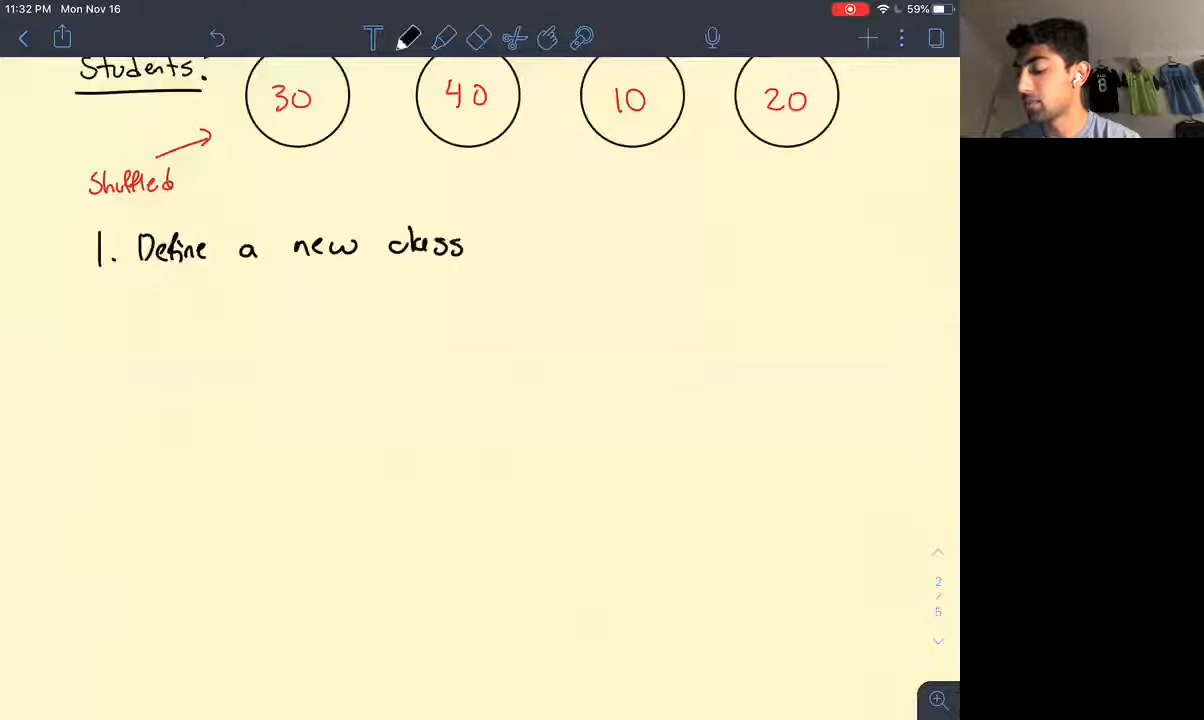 11:32 PM Mon Nov 16
59%
T
Students:
30 40 10 20
Shuffled
1. Define a new class
2
/
5
8